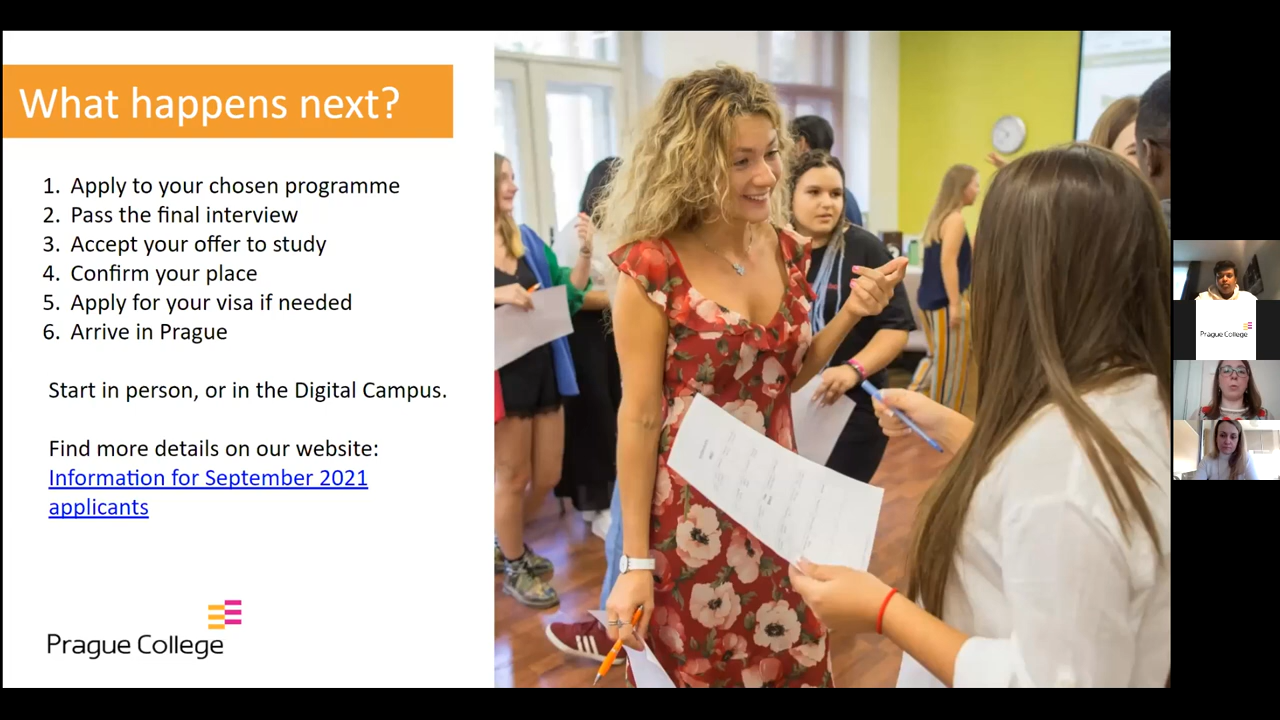 What happens next?
1. Apply to your chosen programme
2. Pass the final interview
3. Accept your offer to study
4. Confirm your place
5. Apply for your visa if needed
6. Arrive in Prague
Start in person, or in the Digital Campus.
Find more details on our website:
Information for September 2021
applicants
Prague College
Prague College